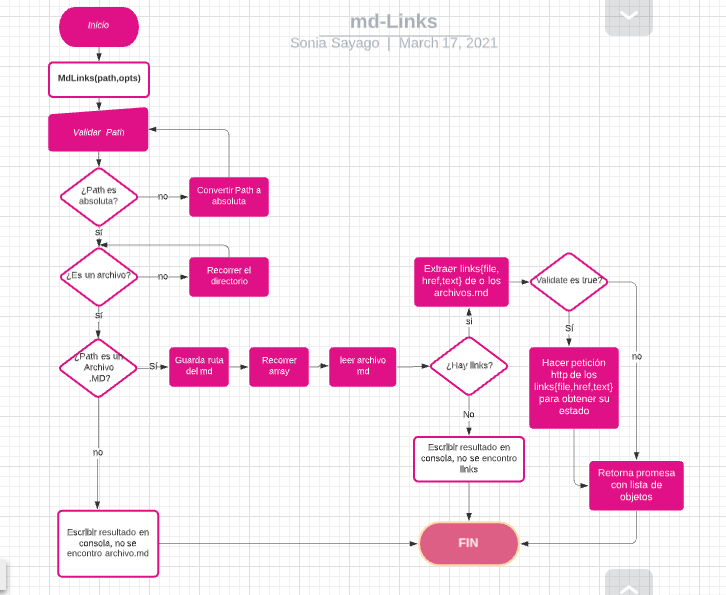 md-Links
Sonia Sayago | March 17, 2021
Inicio
MdLinks(path,opts)
Validar Path
¿Path es
absoluta?
no
Convertir Path a
absoluta
sí
¿Es un archivo?
no
Recorrer el
directorio
sí
¿Path es un
Archivo
.MD?
Sí
Guarda ruta
del md
Recorrer
array
leer archivo
md
¿Hay links?
si
Extraer links{file,
href,text} de o los
archivos.md
Validate es true?
Sí
no
Hacer petición
http de los
links{file,href,text}
para obtener su
estado
Retorna promesa
con lista de
objetos
No
Escribir resultado en
consola, no se encontro
links
no
Escribir resultado en
consola, no se
encontro archivo.md
FIN